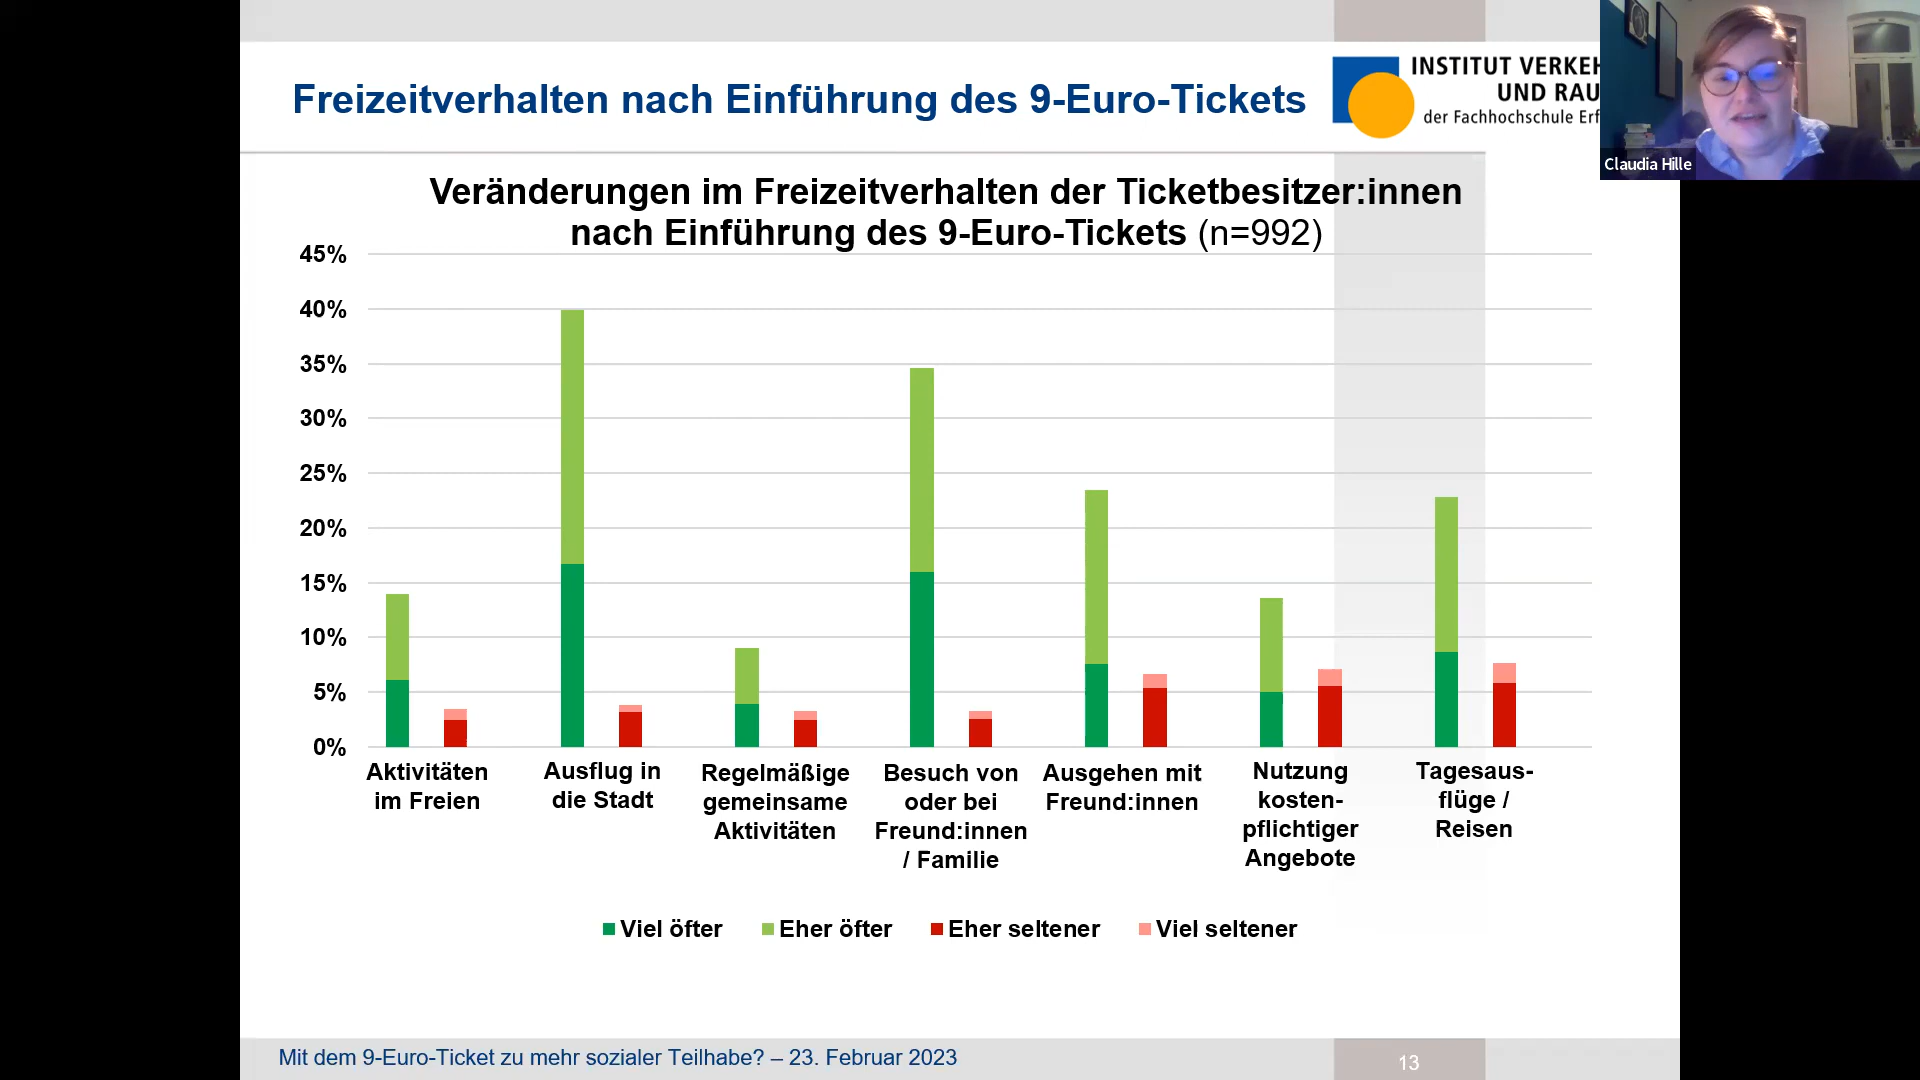 Freizeitverhalten nach Einführung des 9-Euro-Tickets
INSTITUT VERKEH
UND RAU
der Fachhochschule Erf
Claudia Hille
Veränderungen im Freizeitverhalten der Ticketbesitzer:innen
nach Einführung des 9-Euro-Tickets (n=992)
45%
40%
35%
30%
25%
20%
15%
10%
5%
0%
Aktivitäten
im Freien
Ausflug in
die Stadt
Regelmäßige
gemeinsame
Aktivitäten
Besuch von
oder bei
Freund:innen
/ Familie
Ausgehen mit
Freund:innen
Nutzung
kosten-
pflichtiger
Angebote
Tagesaus-
flüge /
Reisen
Viel öfter Eher öfter Eher seltener Viel seltener
Mit dem 9-Euro-Ticket zu mehr sozialer Teilhabe? – 23. Februar 2023
13